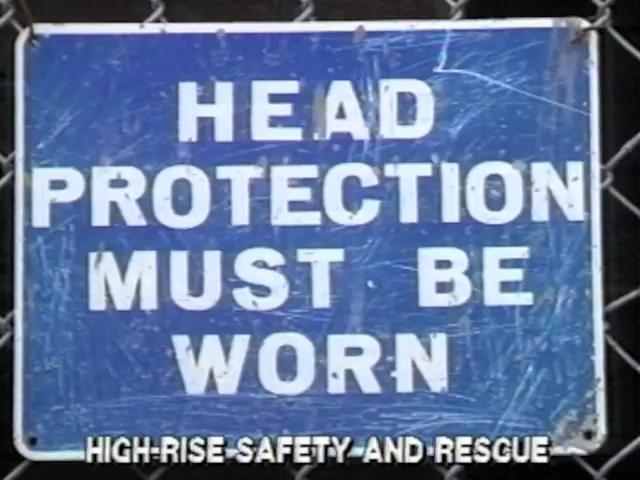 HEAD
PROTECTION
MUST BE
WORN
HIGH-RISE SAFETY AND RESCUE